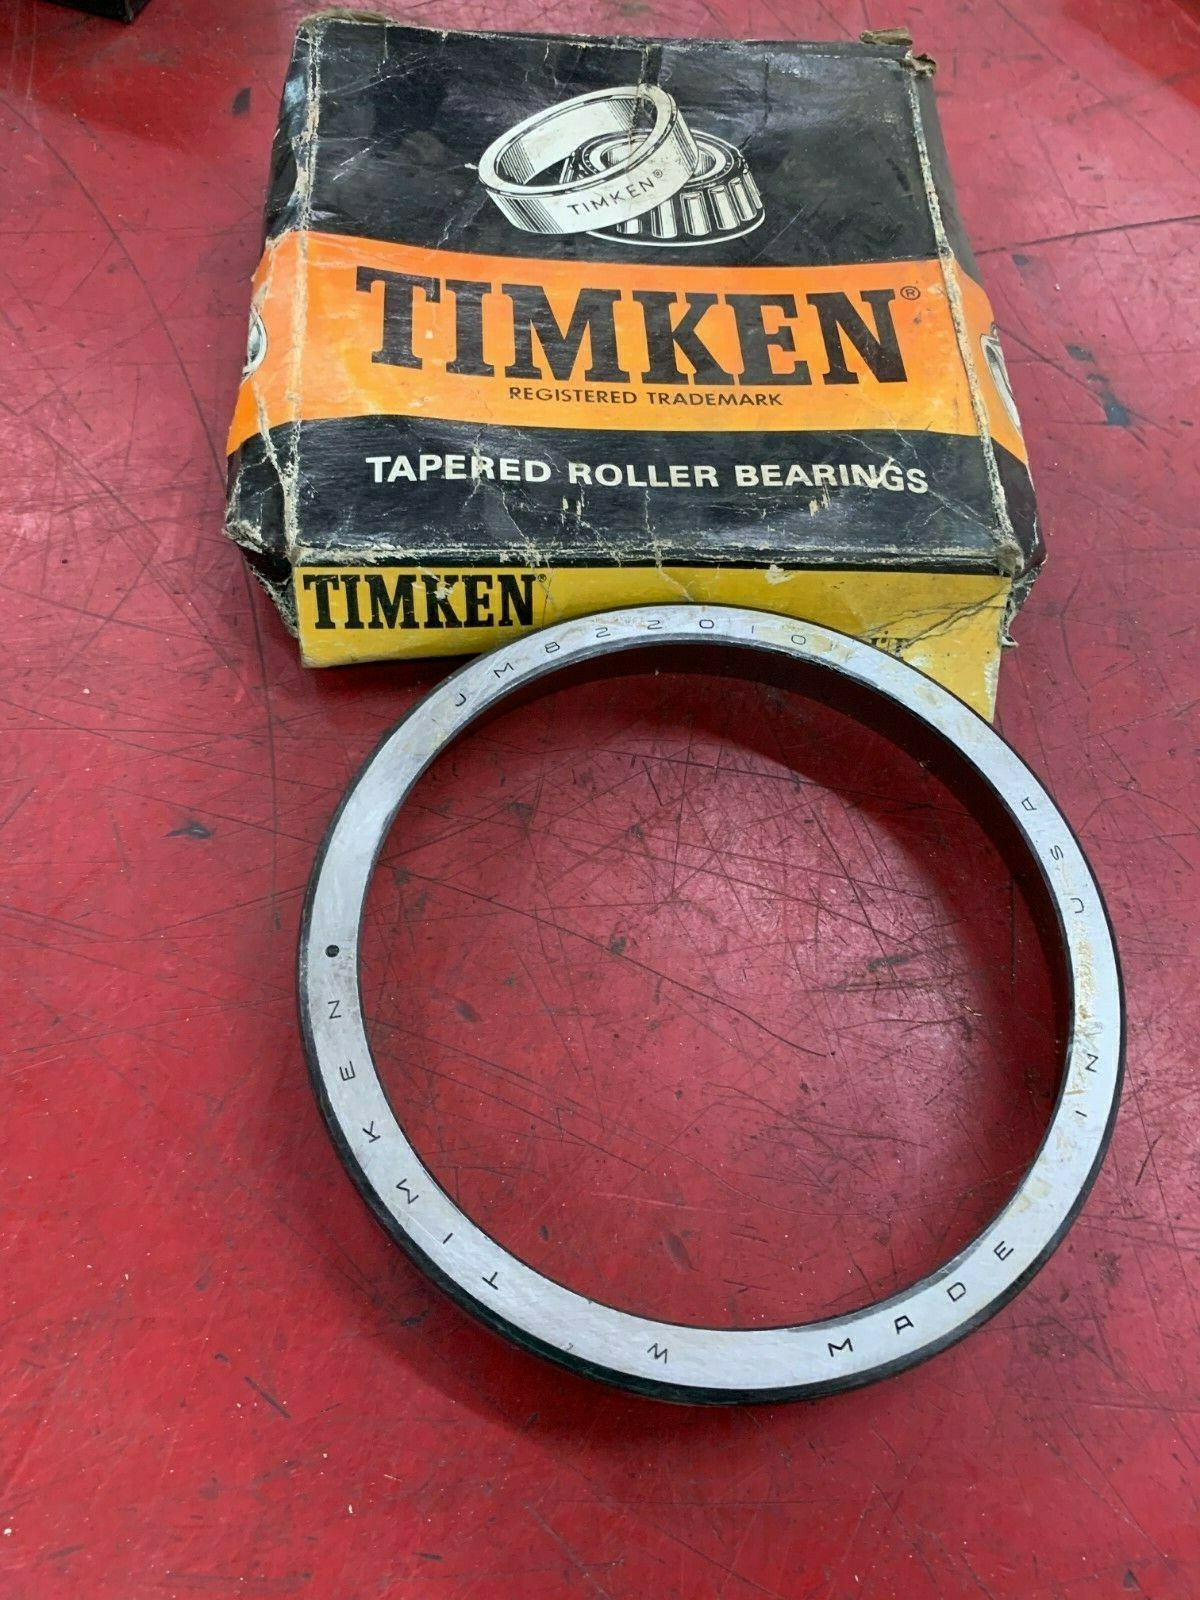 TIMKEN®
TIMKEN®
REGISTERED TRADEMARK
TAPERED ROLLER BEARINGS
TIMKEN®
JM822010
TIMKEN
MADE IN USA